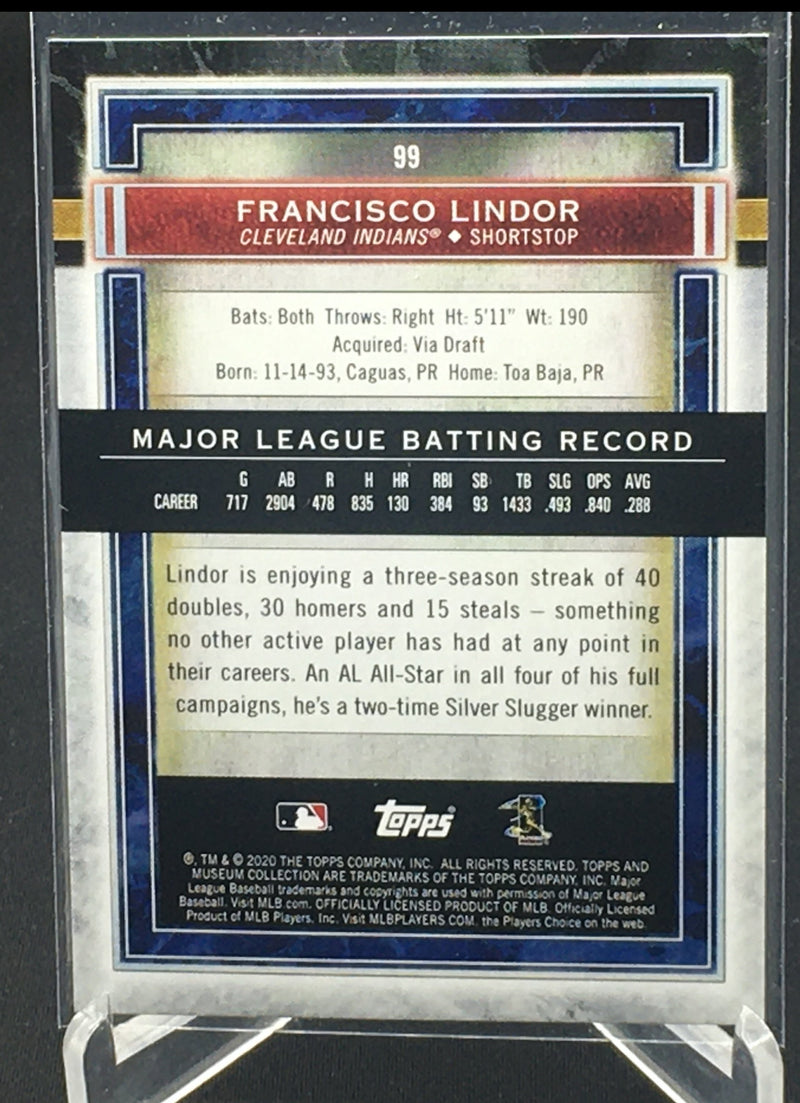 99
FRANCISCO LINDOR
CLEVELAND INDIANS® ◆ SHORTSTOP
Bats: Both Throws: Right Ht: 5'11" Wt: 190
Acquired: Via Draft
Born: 11-14-93, Caguas, PR Home: Toa Baja, PR
MAJOR LEAGUE BATTING RECORD
G AB R H HR RBI SB TB SLG OPS AVG
CAREER 717 2904 478 835 130 384 93 1433 .493 .840 .288
Lindor is enjoying a three-season streak of 40
doubles, 30 homers and 15 steals – something
no other active player has had at any point in
their careers. An AL All-Star in all four of his full
campaigns, he's a two-time Silver Slugger winner.
Topps
®, TM & © 2020 THE TOPPS COMPANY, INC. ALL RIGHTS RESERVED. TOPPS AND
MUSEUM COLLECTION ARE TRADEMARKS OF THE TOPPS COMPANY, INC. Major
League Baseball trademarks and copyrights are used with permission of Major League
Baseball. Visit MLB.com. OFFICIALLY LICENSED PRODUCT OF MLB. Officially Licensed
Product of MLB Players, Inc. Visit MLBPLAYERS.COM, the Players Choice on the web.